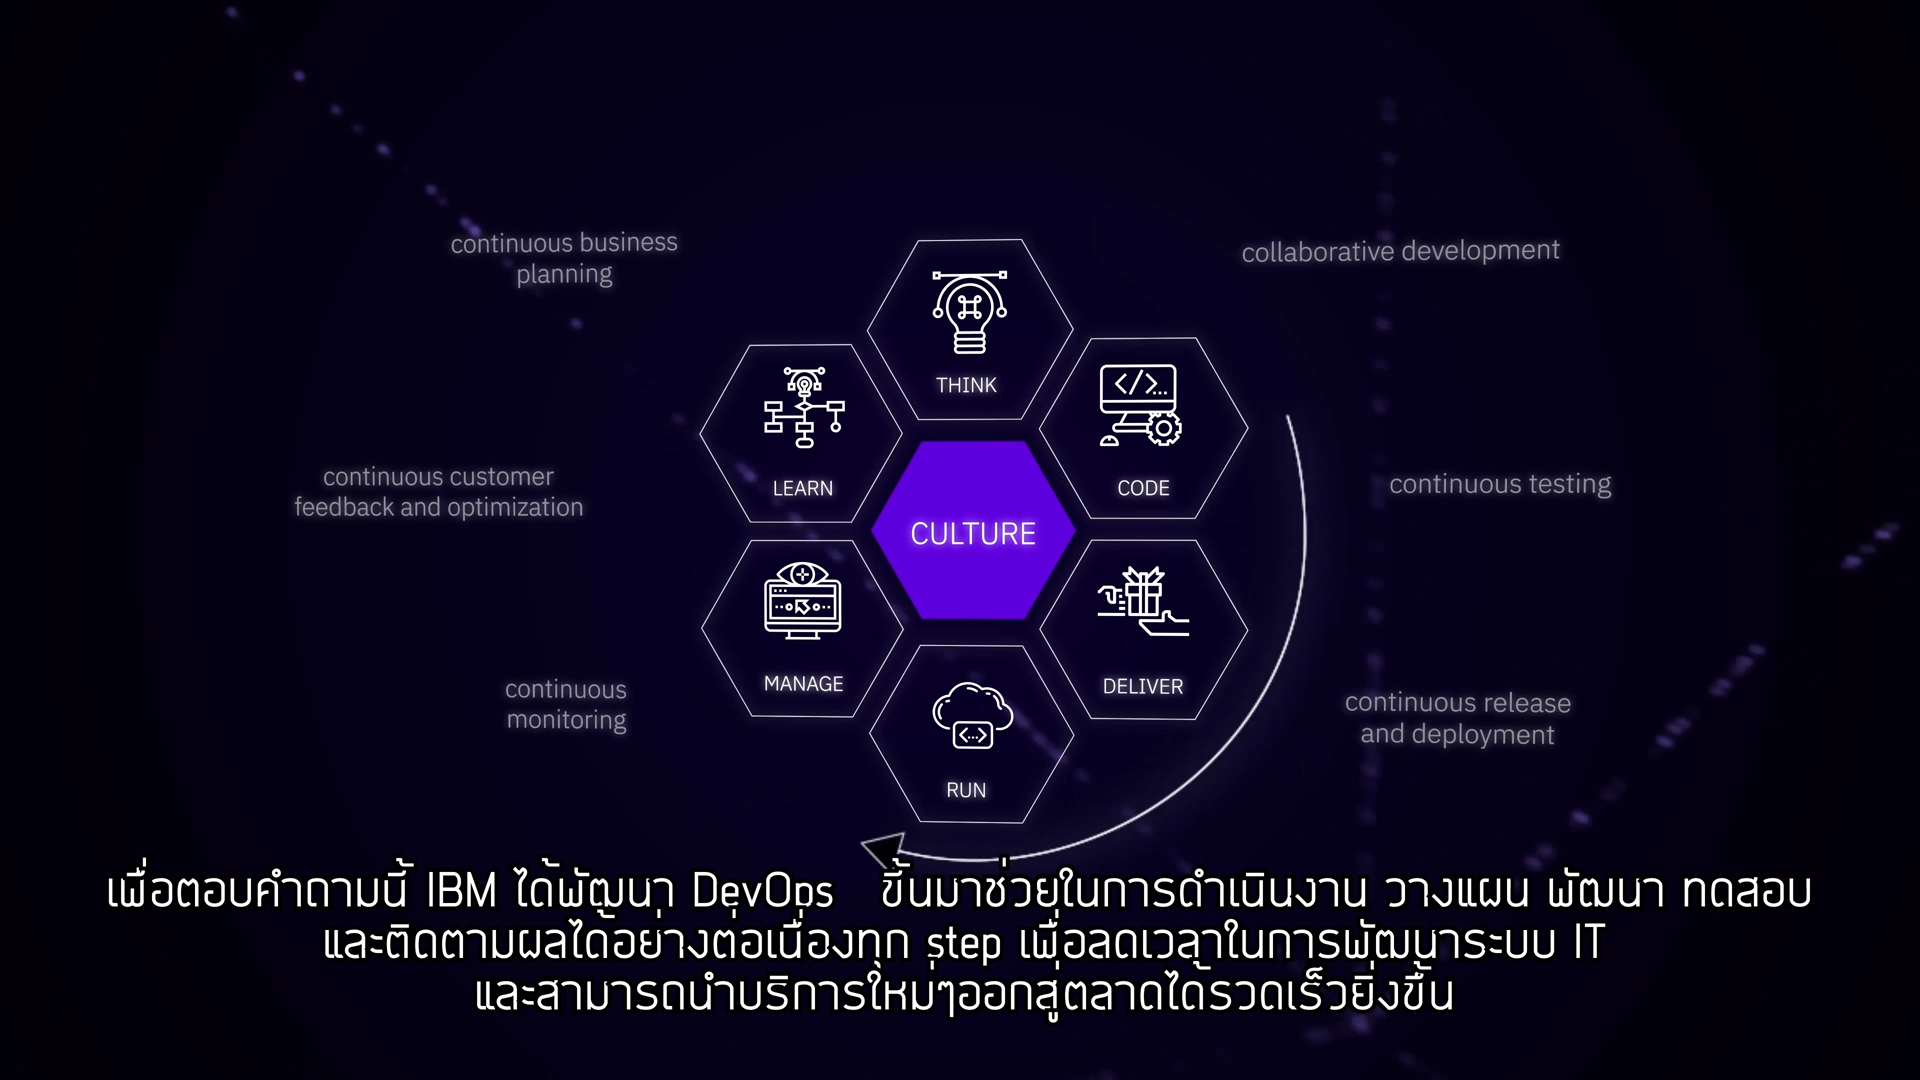 continuous business
planning
collaborative development
THINK
LEARN
CODE
continuous customer
feedback and optimization
continuous testing
CULTURE
MANAGE
DELIVER
continuous
monitoring
continuous release
and deployment
RUN
เพื่อตอบคำถามนี้ IBM ได้พัฒนา DevOps ขึ้นมาช่วยในการดำเนินงาน วางแผน พัฒนา ทดสอบ
และติดตามผลได้อย่างต่อเนื่องทุก step เพื่อลดเวลาในการพัฒนาระบบ IT
และสามารถนำบริการใหม่ๆออกสู่ตลาดได้รวดเร็วยิ่งขึ้น